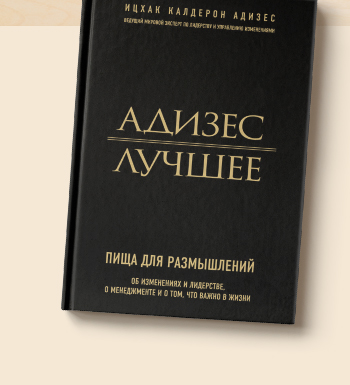 ИЦХАК КАЛДЕРОН АДИЗЕС
ВЕДУЩИЙ МИРОВОЙ ЭКСПЕРТ ПО ЛИДЕРСТВУ И УПРАВЛЕНИЮ ИЗМЕНЕНИЯМИ
АДИЗЕС
ЛУЧШЕЕ
ПИЩА ДЛЯ РАЗМЫШЛЕНИЙ
ОБ ИЗМЕНЕНИЯХ И ЛИДЕРСТВЕ,
О МЕНЕДЖМЕНТЕ И О ТОМ, ЧТО ВАЖНО В ЖИЗНИ